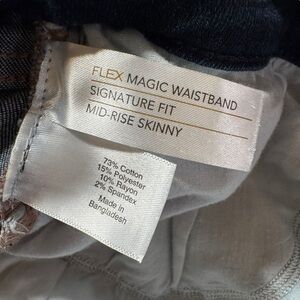 FLEX MAGIC WAISTBAND
SIGNATURE FIT
MID-RISE SKINNY
73% Cotton
15% Polyester
10% Rayon
2% Spandex
Made in
Bangladesh